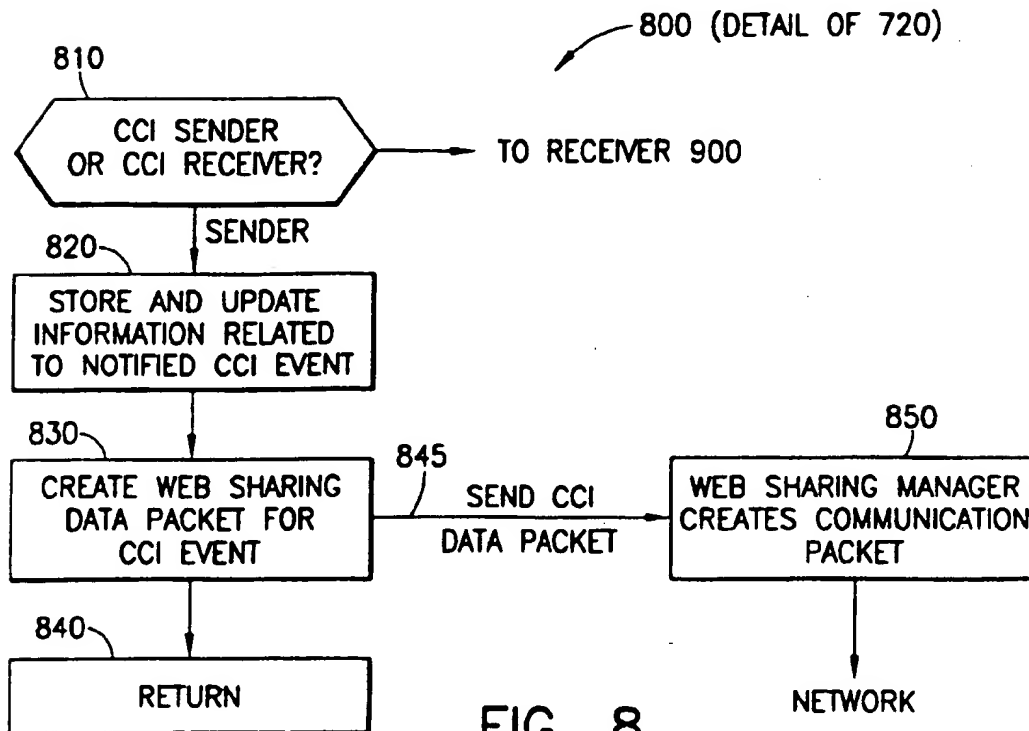 800 (DETAIL OF 720)
810
CCI SENDER
OR CCI RECEIVER?
TO RECEIVER 900
SENDER
820
STORE AND UPDATE
INFORMATION RELATED
TO NOTIFIED CCI EVENT
830
CREATE WEB SHARING
DATA PACKET FOR
CCI EVENT
845
SEND CCI
DATA PACKET
850
WEB SHARING MANAGER
CREATES COMMUNICATION
PACKET
840
RETURN
NETWORK
FIG. 8